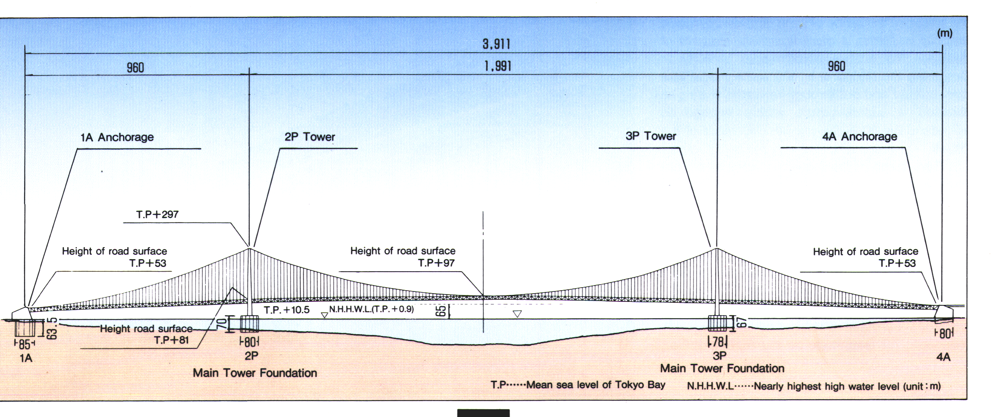 (m)
3,911
960
1,991
960
1A Anchorage
2P Tower
3P Tower
4A Anchorage
T.P+297
Height of road surface
T.P+53
Height of road surface
T.P+97
Height of road surface
T.P+53
T.P.+10.5
N.H.H.W.L.(T.P.+0.9)
65
63.5
70
67
Height road surface
T.P+81
85
80
78
80
1A
2P
3P
4A
Main Tower Foundation
Main Tower Foundation
T.P······Mean sea level of Tokyo Bay
N.H.H.W.L······Nearly highest high water level (unit:m)